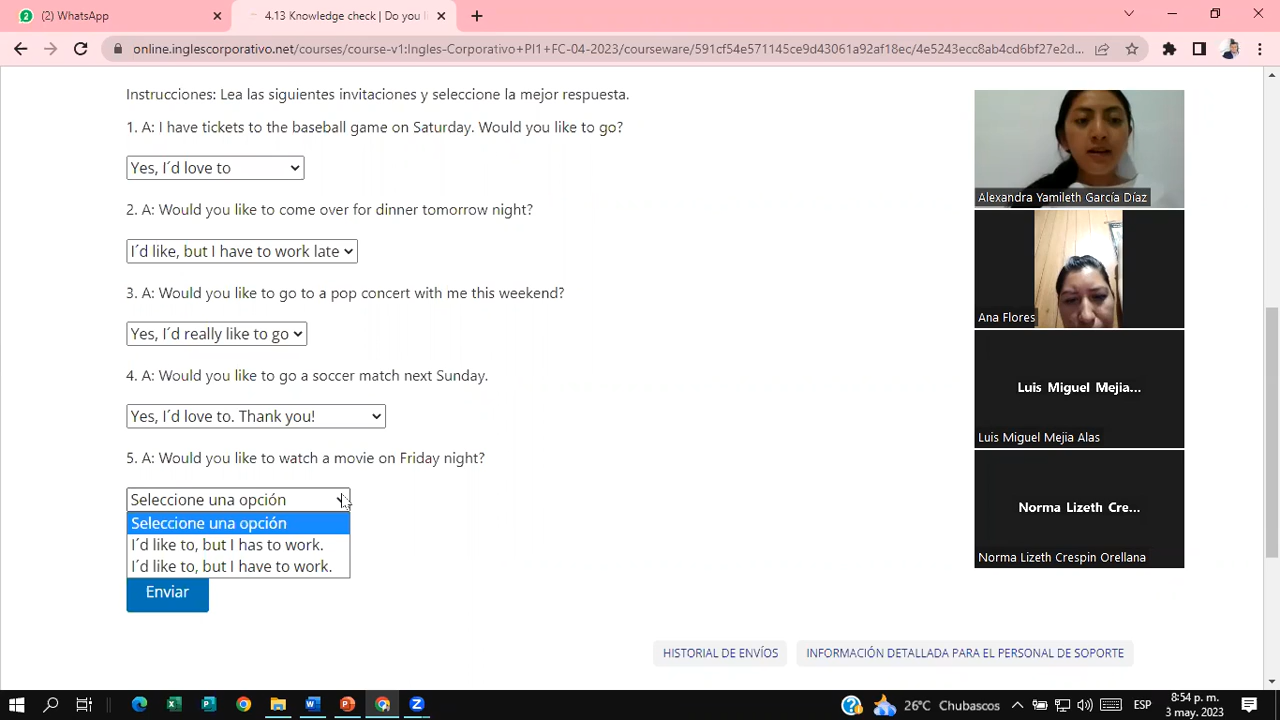 2
(2) WhatsApp
4.13 Knowledge check | Do you l
online.inglescorporativo.net/courses/course-v1:Ingles-Corporativo+PI1+FC-04-2023/courseware/591cf54e571145ce9d43061a92af18ec/4e5243ecc8ab4cd6bf27e2d...
Instrucciones: Lea las siguientes invitaciones y seleccione la mejor respuesta.
1. A: I have tickets to the baseball game on Saturday. Would you like to go?
Yes, I´d love to
2. A: Would you like to come over for dinner tomorrow night?
I´d like, but I have to work late
3. A: Would you like to go to a pop concert with me this weekend?
Yes, I´d really like to go
4. A: Would you like to go a soccer match next Sunday.
Yes, I´d love to. Thank you!
5. A: Would you like to watch a movie on Friday night?
Seleccione una opción
Seleccione una opción
I´d like to, but I has to work.
I´d like to, but I have to work.
Enviar
HISTORIAL DE ENVÍOS
INFORMACIÓN DETALLADA PARA EL PERSONAL DE SOPORTE
Alexandra Yamileth García Díaz
Ana Flores
Luis Miguel Mejia...
Luis Miguel Mejia Alas
Norma Lizeth Cre...
Norma Lizeth Crespin Orellana
26°C Chubascos
ESP
8:54 p. m.
3 may. 2023